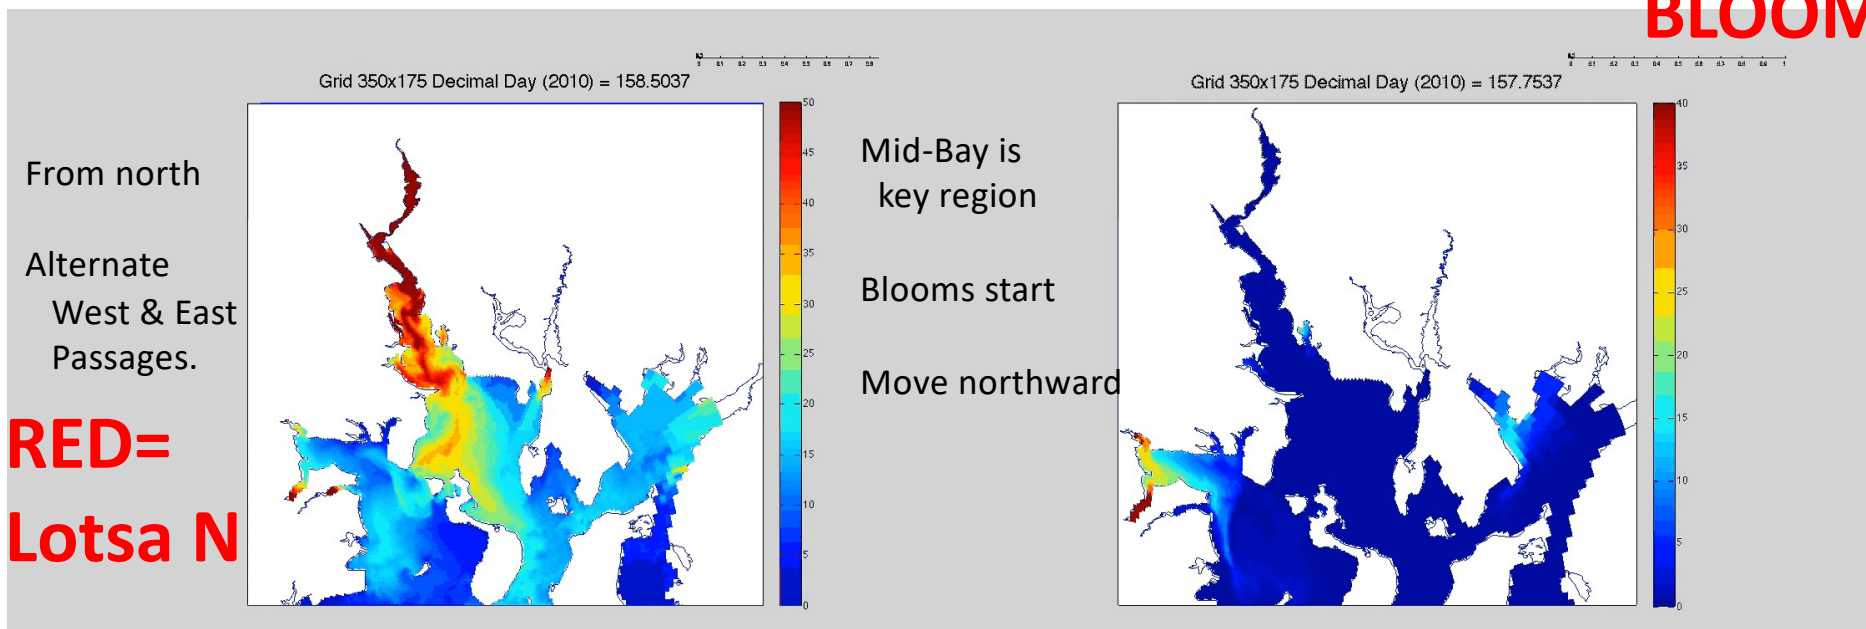 BLOOM
Grid 350x175 Decimal Day (2010) = 158.5037
From north
Alternate
West & East
Passages.
RED=
Lotsa N
50
45
40
35
30
25
20
15
10
5
0
Mid-Bay is
key region
Blooms start
Move northward
Grid 350x175 Decimal Day (2010) = 157.7537
40
35
30
25
20
15
10
5
0